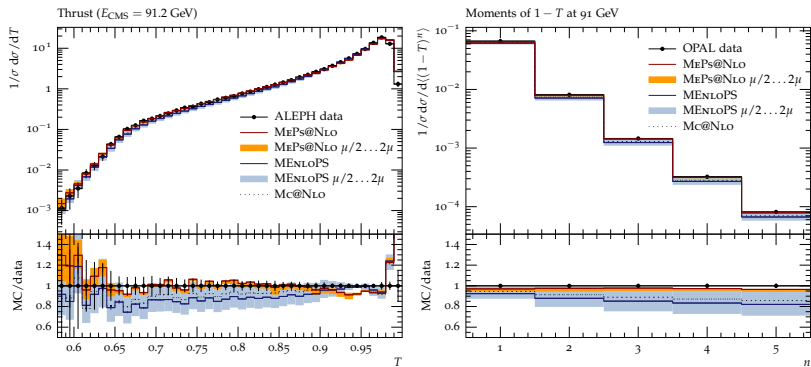 Thrust (E_CMS = 91.2 GeV)
1/σ dσ/dT
10^1
1
10^−1
10^−2
10^−3
ALEPH data
MEPS@NLO
MEPS@NLO μ/2...2μ
MENLOPS
MENLOPS μ/2...2μ
MC@NLO
MC/data
1.4
1.2
1
0.8
0.6
0.6 0.65 0.7 0.75 0.8 0.85 0.9 0.95
T
Moments of 1 − T at 91 GeV
1/σ dσ/d⟨(1 − T)^n⟩
10^−1
10^−2
10^−3
10^−4
OPAL data
MEPS@NLO
MEPS@NLO μ/2...2μ
MENLOPS
MENLOPS μ/2...2μ
MC@NLO
MC/data
1.4
1.2
1
0.8
0.6
1 2 3 4 5
n